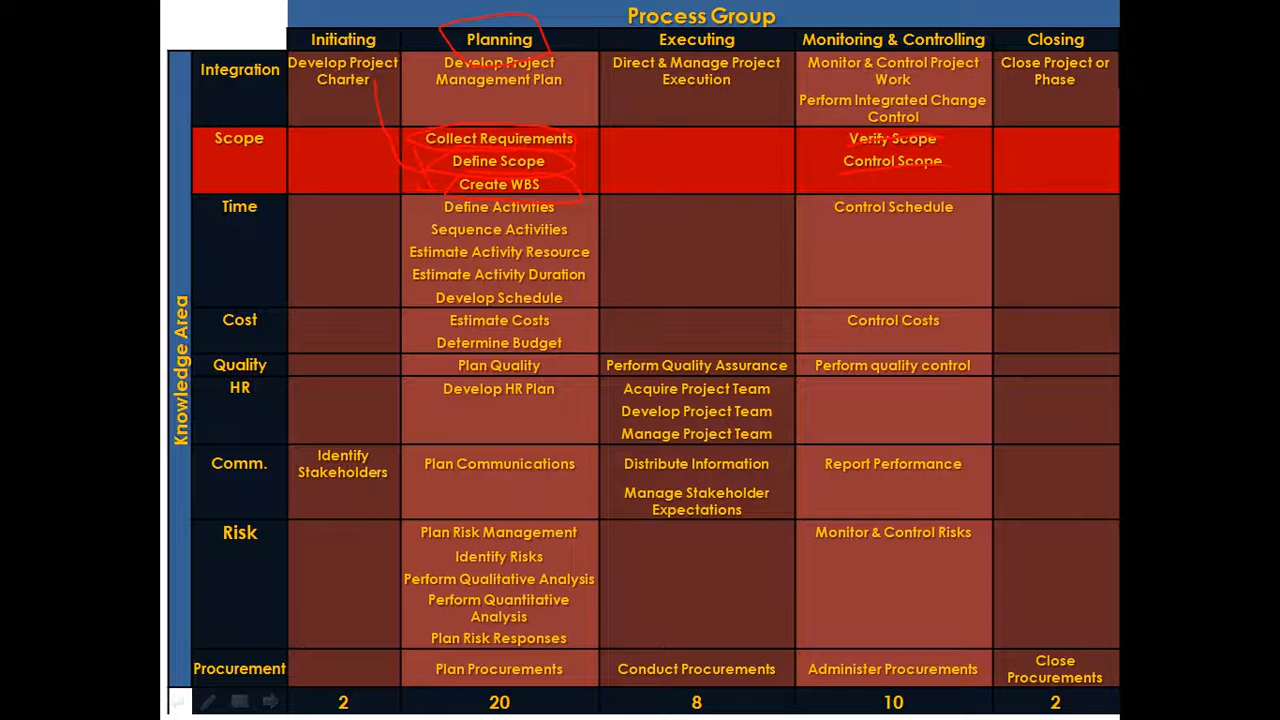 Process Group
Initiating Planning Executing Monitoring & Controlling Closing
Integration Develop Project Develop Project Direct & Manage Project Monitor & Control Project Close Project or
Charter Management Plan Execution Work Phase
Perform Integrated Change
Control
Scope Collect Requirements Verify Scope
Define Scope Control Scope
Create WBS
Time Define Activities Control Schedule
Sequence Activities
Estimate Activity Resource
Estimate Activity Duration
Develop Schedule
Knowledge Area
Cost Estimate Costs Control Costs
Determine Budget
Quality Plan Quality Perform Quality Assurance Perform quality control
HR Develop HR Plan Acquire Project Team
Develop Project Team
Manage Project Team
Comm. Identify Plan Communications Distribute Information Report Performance
Stakeholders
Manage Stakeholder
Expectations
Risk Plan Risk Management Monitor & Control Risks
Identify Risks
Perform Qualitative Analysis
Perform Quantitative
Analysis
Plan Risk Responses
Procurement Plan Procurements Conduct Procurements Administer Procurements Close
Procurements
2 20 8 10 2